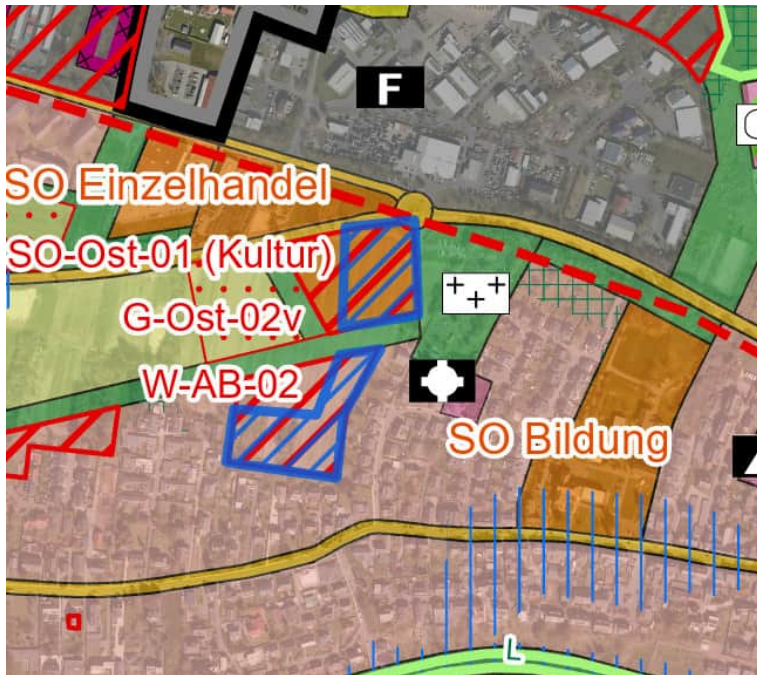 F
SO Einzelhandel
SO-Ost-01 (Kultur)
G-Ost-02v
W-AB-02
SO Bildung
L